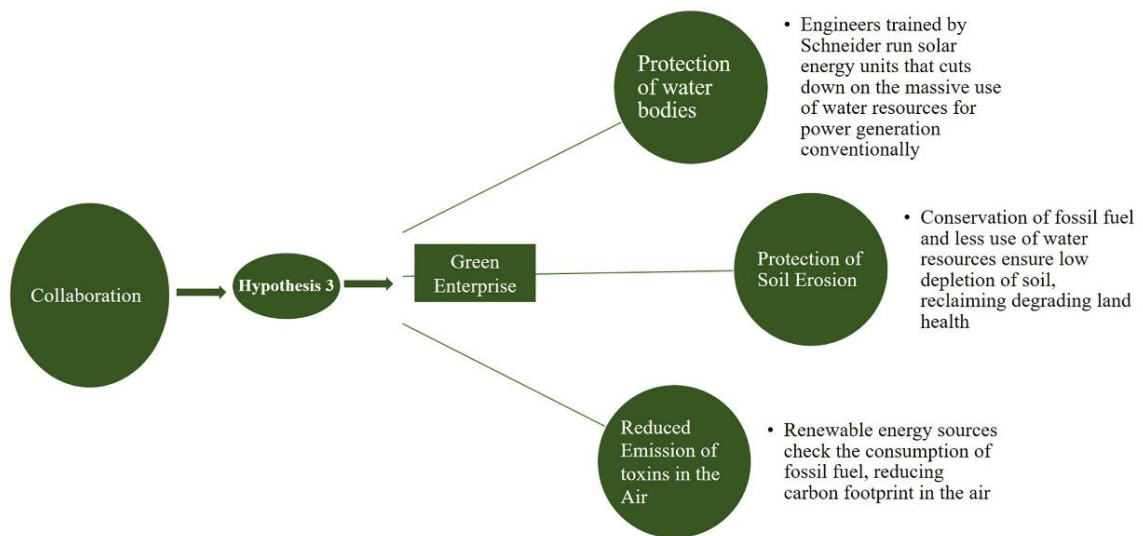 Collaboration
Hypothesis 3
Green
Enterprise
Protection
of water
bodies
• Engineers trained by
Schneider run solar
energy units that cuts
down on the massive use
of water resources for
power generation
conventionally
Protection of
Soil Erosion
• Conservation of fossil fuel
and less use of water
resources ensure low
depletion of soil,
reclaiming degrading land
health
Reduced
Emission of
toxins in the
Air
• Renewable energy sources
check the consumption of
fossil fuel, reducing
carbon footprint in the air